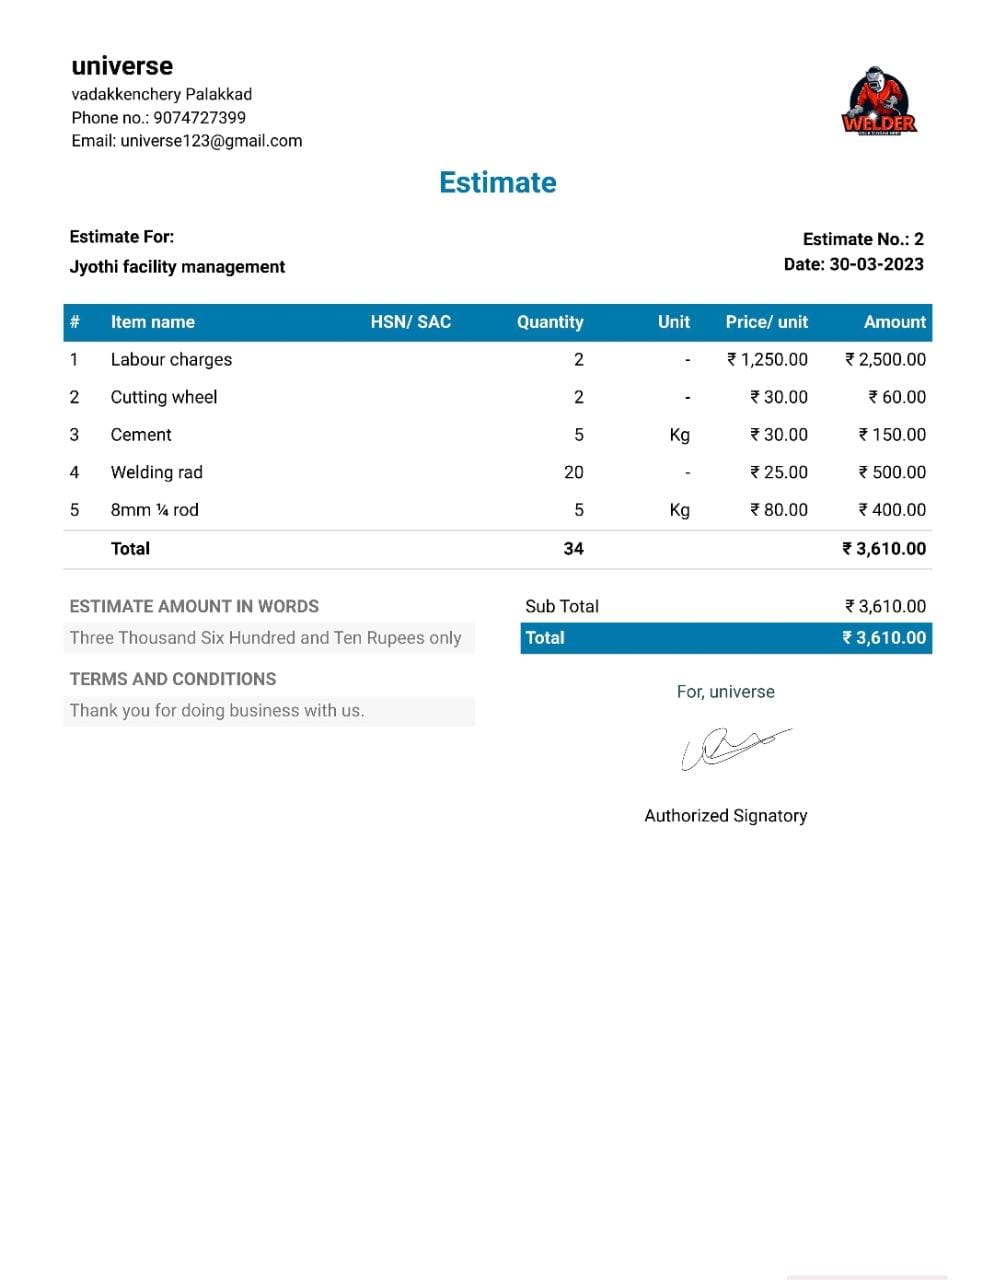 universe
vadakkenchery Palakkad
Phone no.: 9074727399
Email: universe123@gmail.com
WELDER
Estimate
Estimate For:
Jyothi facility management
Estimate No.: 2
Date: 30-03-2023
# Item name HSN/ SAC Quantity Unit Price/ unit Amount
1 Labour charges 2 - ₹ 1,250.00 ₹ 2,500.00
2 Cutting wheel 2 - ₹ 30.00 ₹ 60.00
3 Cement 5 Kg ₹ 30.00 ₹ 150.00
4 Welding rad 20 - ₹ 25.00 ₹ 500.00
5 8mm ¼ rod 5 Kg ₹ 80.00 ₹ 400.00
Total 34 ₹ 3,610.00
ESTIMATE AMOUNT IN WORDS
Three Thousand Six Hundred and Ten Rupees only
TERMS AND CONDITIONS
Thank you for doing business with us.
Sub Total ₹ 3,610.00
Total ₹ 3,610.00
For, universe
Authorized Signatory